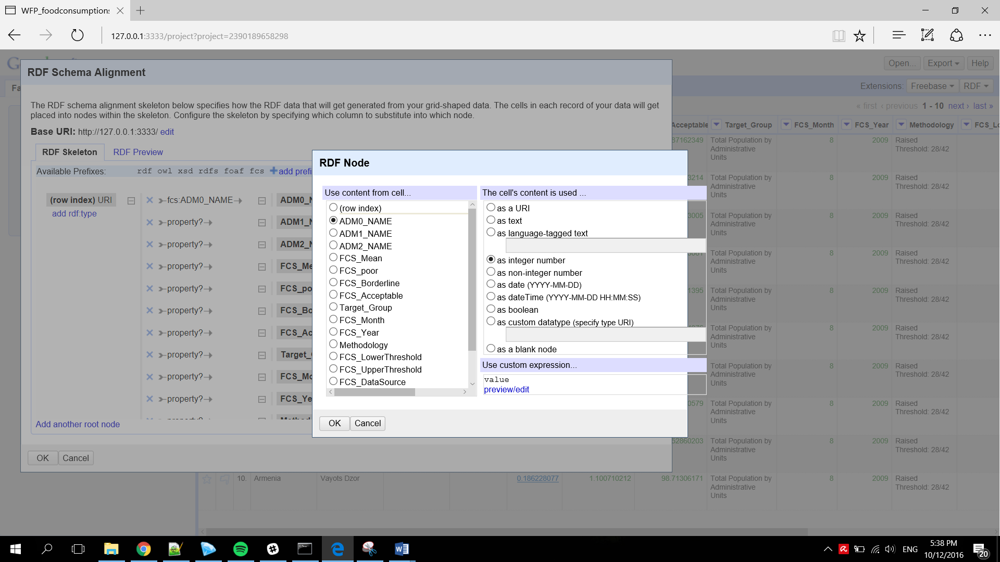 WFP_foodconsumption
127.0.0.1:3333/project?project=2390189658298
Open...
Export
Help
RDF Schema Alignment
Fa
Extensions:
Freebase
RDF
The RDF schema alignment skeleton below specifies how the RDF data that will get generated from your grid-shaped data. The cells in each record of your data will get
placed into nodes within the skeleton. Configure the skeleton by specifying which column to substitute into which node.
« first ‹ previous 1 - 10 next › last »
Base URI: http://127.0.0.1:3333/ edit
Acceptable Target_Group FCS_Month FCS_Year Methodology FCS_Lo
RDF Skeleton RDF Preview
Available Prefixes: rdf owl xsd rdfs foaf fcs add prefi
(row index) URI
add rdf:type
fcs:ADM0_NAME ADM0_N
property? ADM1_N
property? ADM2_N
property? FCS_Me
property? FCS_po
property? FCS_Bo
property? FCS_Ac
property? Target_
property? FCS_Mo
property? FCS_Ye
Add another root node
OK Cancel
RDF Node
Use content from cell...
(row index)
ADM0_NAME
ADM1_NAME
ADM2_NAME
FCS_Mean
FCS_poor
FCS_Borderline
FCS_Acceptable
Target_Group
FCS_Month
FCS_Year
Methodology
FCS_LowerThreshold
FCS_UpperThreshold
FCS_DataSource
The cell's content is used ...
as a URI
as text
as language-tagged text
as integer number
as non-integer number
as date (YYYY-MM-DD)
as dateTime (YYYY-MM-DD HH:MM:SS)
as boolean
as custom datatype (specify type URI)
as a blank node
Use custom expression...
value
preview/edit
OK Cancel
87162349 Total Population by 8 2009 Raised
Administrative Threshold: 28/42
Units
3214 Total Population by 8 2009 Raised
Administrative Threshold: 28/42
Units
3005 Total Population by 8 2009 Raised
Administrative Threshold: 28/42
Units
Total Population by 8 2009 Raised
Administrative Threshold: 28/42
Units
1395 Total Population by 8 2009 Raised
Administrative Threshold: 28/42
Units
Total Population by 8 2009 Raised
Administrative Threshold: 28/42
Units
Total Population by 8 2009 Raised
Administrative Threshold: 28/42
Units
0579 Total Population by 8 2009 Raised
Administrative Threshold: 28/42
Units
52860203 Total Population by 8 2009 Raised
Administrative Threshold: 28/42
Units
10. Armenia Vayots Dzor 0.186228077 1.100710212 98.71306171 Total Population by 8 2009 Raised
Administrative Threshold: 28/42
Units
ENG
5:38 PM
10/12/2016
20